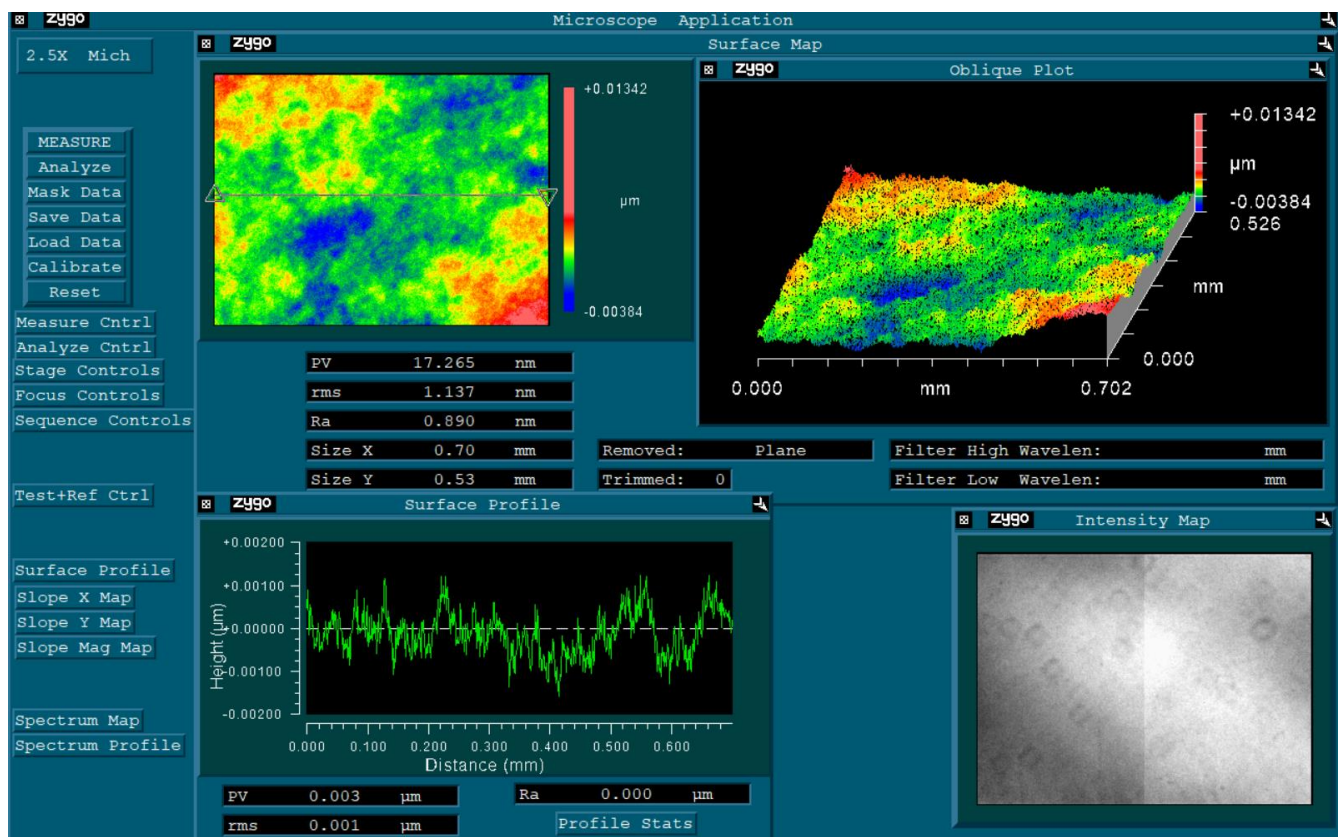 zygo Microscope Application
2.5X Mich
MEASURE
Analyze
Mask Data
Save Data
Load Data
Calibrate
Reset
Measure Cntrl
Analyze Cntrl
Stage Controls
Focus Controls
Sequence Controls
Test+Ref Ctrl
Surface Profile
Slope X Map
Slope Y Map
Slope Mag Map
Spectrum Map
Spectrum Profile
zygo Surface Map
+0.01342
µm
-0.00384
PV 17.265 nm
rms 1.137 nm
Ra 0.890 nm
Size X 0.70 mm
Size Y 0.53 mm
Removed: Plane
Trimmed: 0
Filter High Wavelen: mm
Filter Low Wavelen: mm
zygo Oblique Plot
+0.01342
µm
-0.00384
0.526
mm
0.000
0.000 mm 0.702
zygo Surface Profile
+0.00200
+0.00100
+0.00000
-0.00100
-0.00200
Height (µm)
0.000 0.100 0.200 0.300 0.400 0.500 0.600
Distance (mm)
PV 0.003 µm
rms 0.001 µm
Ra 0.000 µm
Profile Stats
zygo Intensity Map